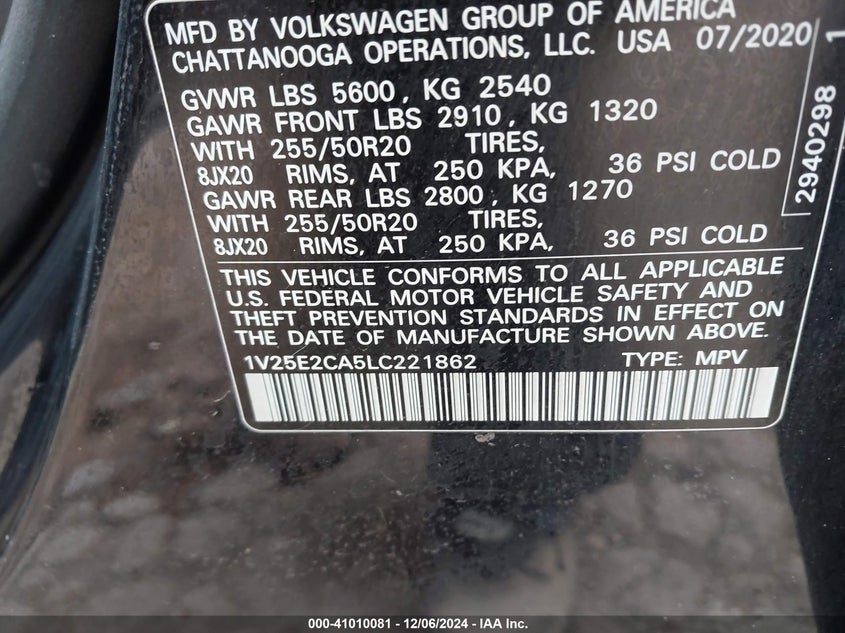 MFD BY VOLKSWAGEN GROUP OF AMERICA
CHATTANOOGA OPERATIONS, LLC. USA 07/2020
GVWR LBS 5600, KG 2540
GAWR FRONT LBS 2910, KG 1320
WITH 255/50R20 TIRES,
8JX20 RIMS, AT 250 KPA, 36 PSI COLD
GAWR REAR LBS 2800, KG 1270
WITH 255/50R20 TIRES,
8JX20 RIMS, AT 250 KPA, 36 PSI COLD
THIS VEHICLE CONFORMS TO ALL APPLICABLE
U.S. FEDERAL MOTOR VEHICLE SAFETY AND
THEFT PREVENTION STANDARDS IN EFFECT ON
THE DATE OF MANUFACTURE SHOWN ABOVE.
1V25E2CA5LC221862 TYPE: MPV
2940298
1
000-41010081 - 12/06/2024 - IAA Inc.